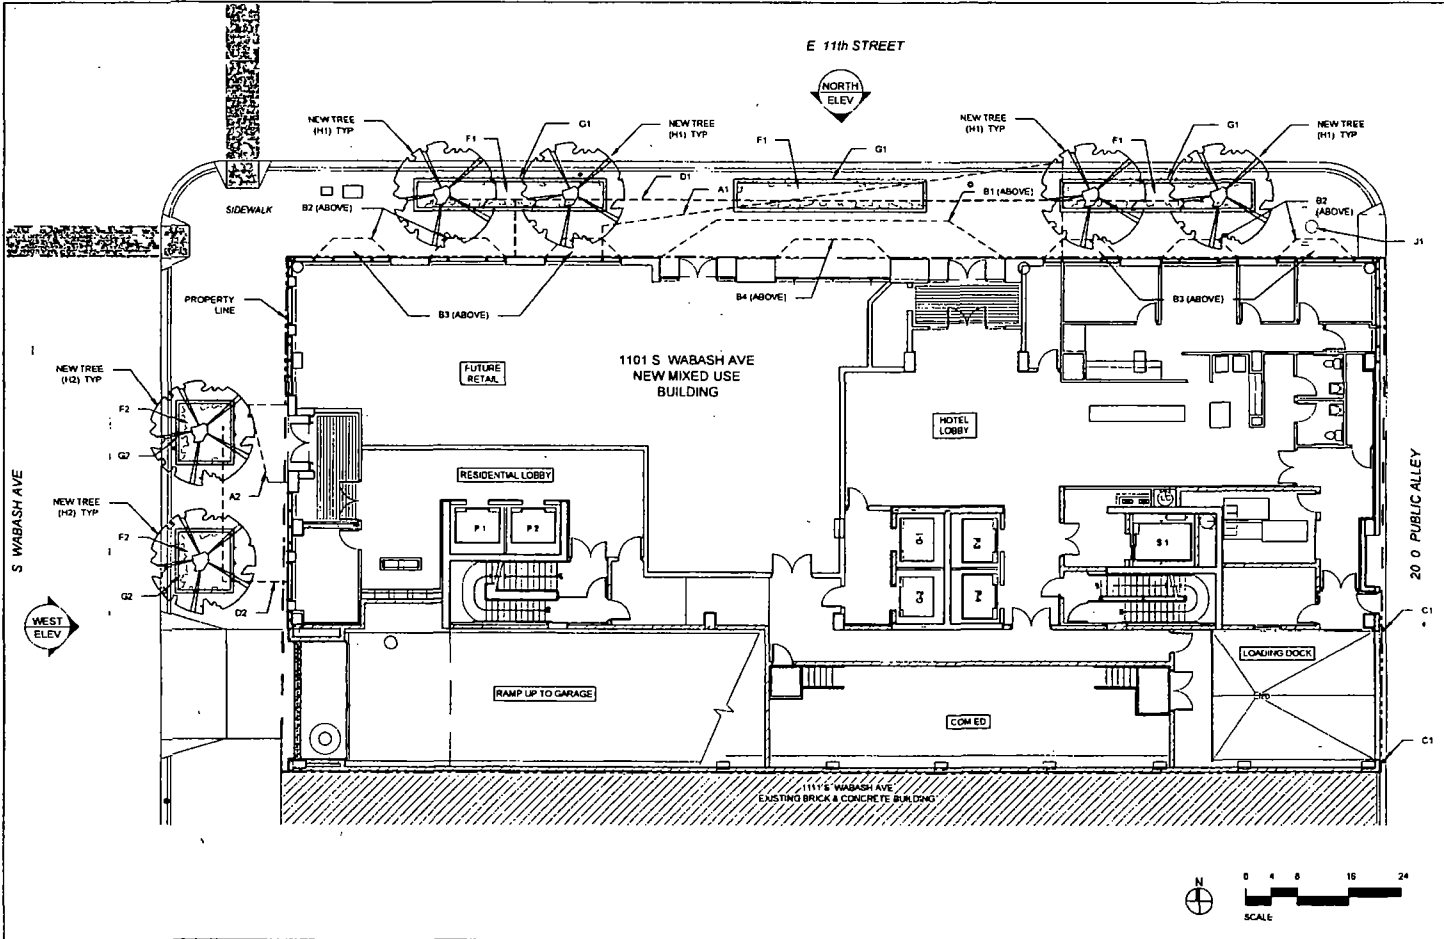 E 11th STREET
NORTH
ELEV
NEW TREE
(H1) TYP
F1
G1
NEW TREE
(H1) TYP
F1
G1
NEW TREE
(H1) TYP
F1
G1
NEW TREE
(H1) TYP
D1
A1
B1 (ABOVE)
SIDEWALK
B2 (ABOVE)
B2
(ABOVE)
J1
PROPERTY
LINE
B3 (ABOVE)
B4 (ABOVE)
B3 (ABOVE)
1101 S WABASH AVE
NEW MIXED USE
BUILDING
FUTURE
RETAIL
HOTEL
LOBBY
NEW TREE
(H2) TYP
F2
G2
A2
RESIDENTIAL LOBBY
NEW TREE
(H2) TYP
F2
G2
D2
S WABASH AVE
20 0 PUBLIC ALLEY
P 1
P 2
S 1
WEST
ELEV
C1
LOADING DOCK
RAMP UP TO GARAGE
COM ED
C1
1111 S WABASH AVE
EXISTING BRICK & CONCRETE BUILDING
N
0 4 8 16 24
SCALE